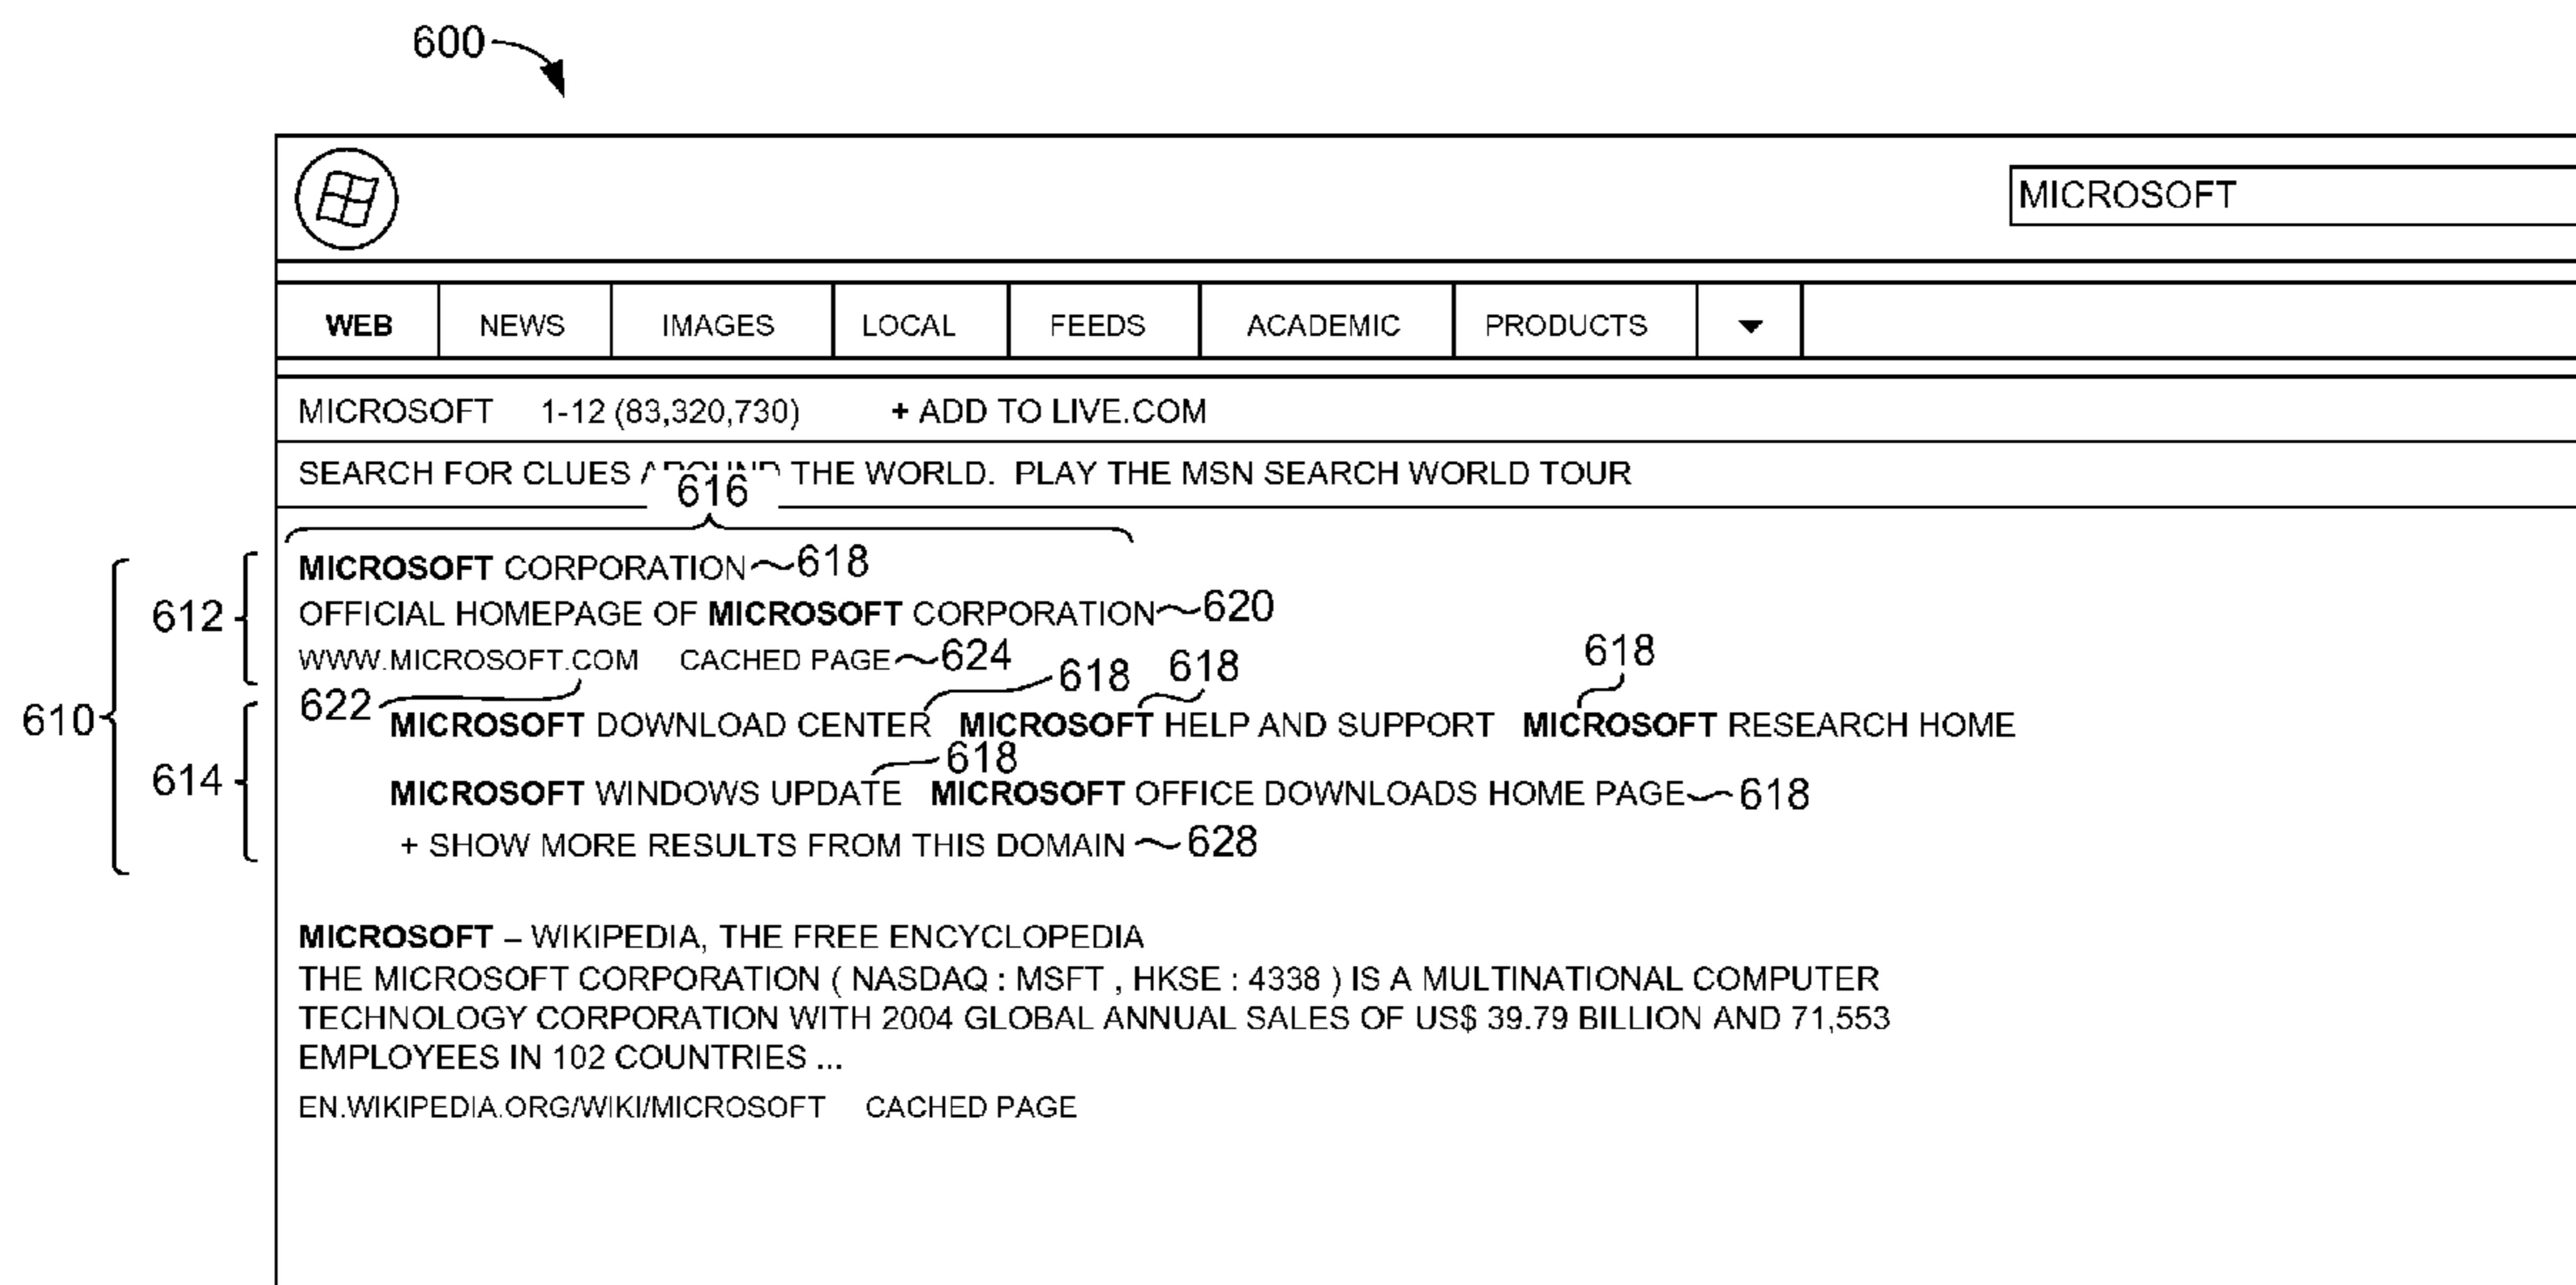 600
MICROSOFT
WEB NEWS IMAGES LOCAL FEEDS ACADEMIC PRODUCTS
MICROSOFT 1-12 (83,320,730) + ADD TO LIVE.COM
SEARCH FOR CLUES AROUND THE WORLD. PLAY THE MSN SEARCH WORLD TOUR
616
MICROSOFT CORPORATION 618
612
OFFICIAL HOMEPAGE OF MICROSOFT CORPORATION 620
WWW.MICROSOFT.COM CACHED PAGE 624
618 618 618
622
610
MICROSOFT DOWNLOAD CENTER MICROSOFT HELP AND SUPPORT MICROSOFT RESEARCH HOME
618
614
MICROSOFT WINDOWS UPDATE MICROSOFT OFFICE DOWNLOADS HOME PAGE 618
+ SHOW MORE RESULTS FROM THIS DOMAIN 628
MICROSOFT – WIKIPEDIA, THE FREE ENCYCLOPEDIA
THE MICROSOFT CORPORATION ( NASDAQ : MSFT , HKSE : 4338 ) IS A MULTINATIONAL COMPUTER
TECHNOLOGY CORPORATION WITH 2004 GLOBAL ANNUAL SALES OF US$ 39.79 BILLION AND 71,553
EMPLOYEES IN 102 COUNTRIES ...
EN.WIKIPEDIA.ORG/WIKI/MICROSOFT CACHED PAGE